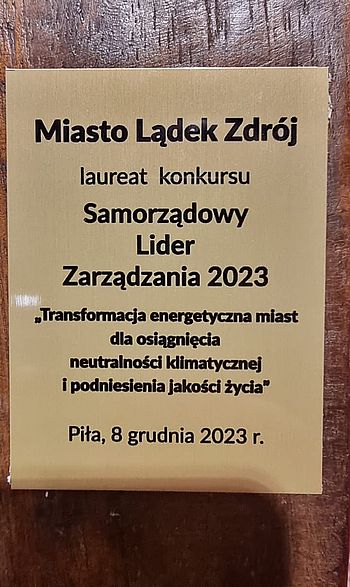 Miasto Lądek Zdrój
laureat konkursu
Samorządowy
Lider
Zarządzania 2023
„Transformacja energetyczna miast
dla osiągnięcia
neutralności klimatycznej
i podniesienia jakości życia”
Piła, 8 grudnia 2023 r.